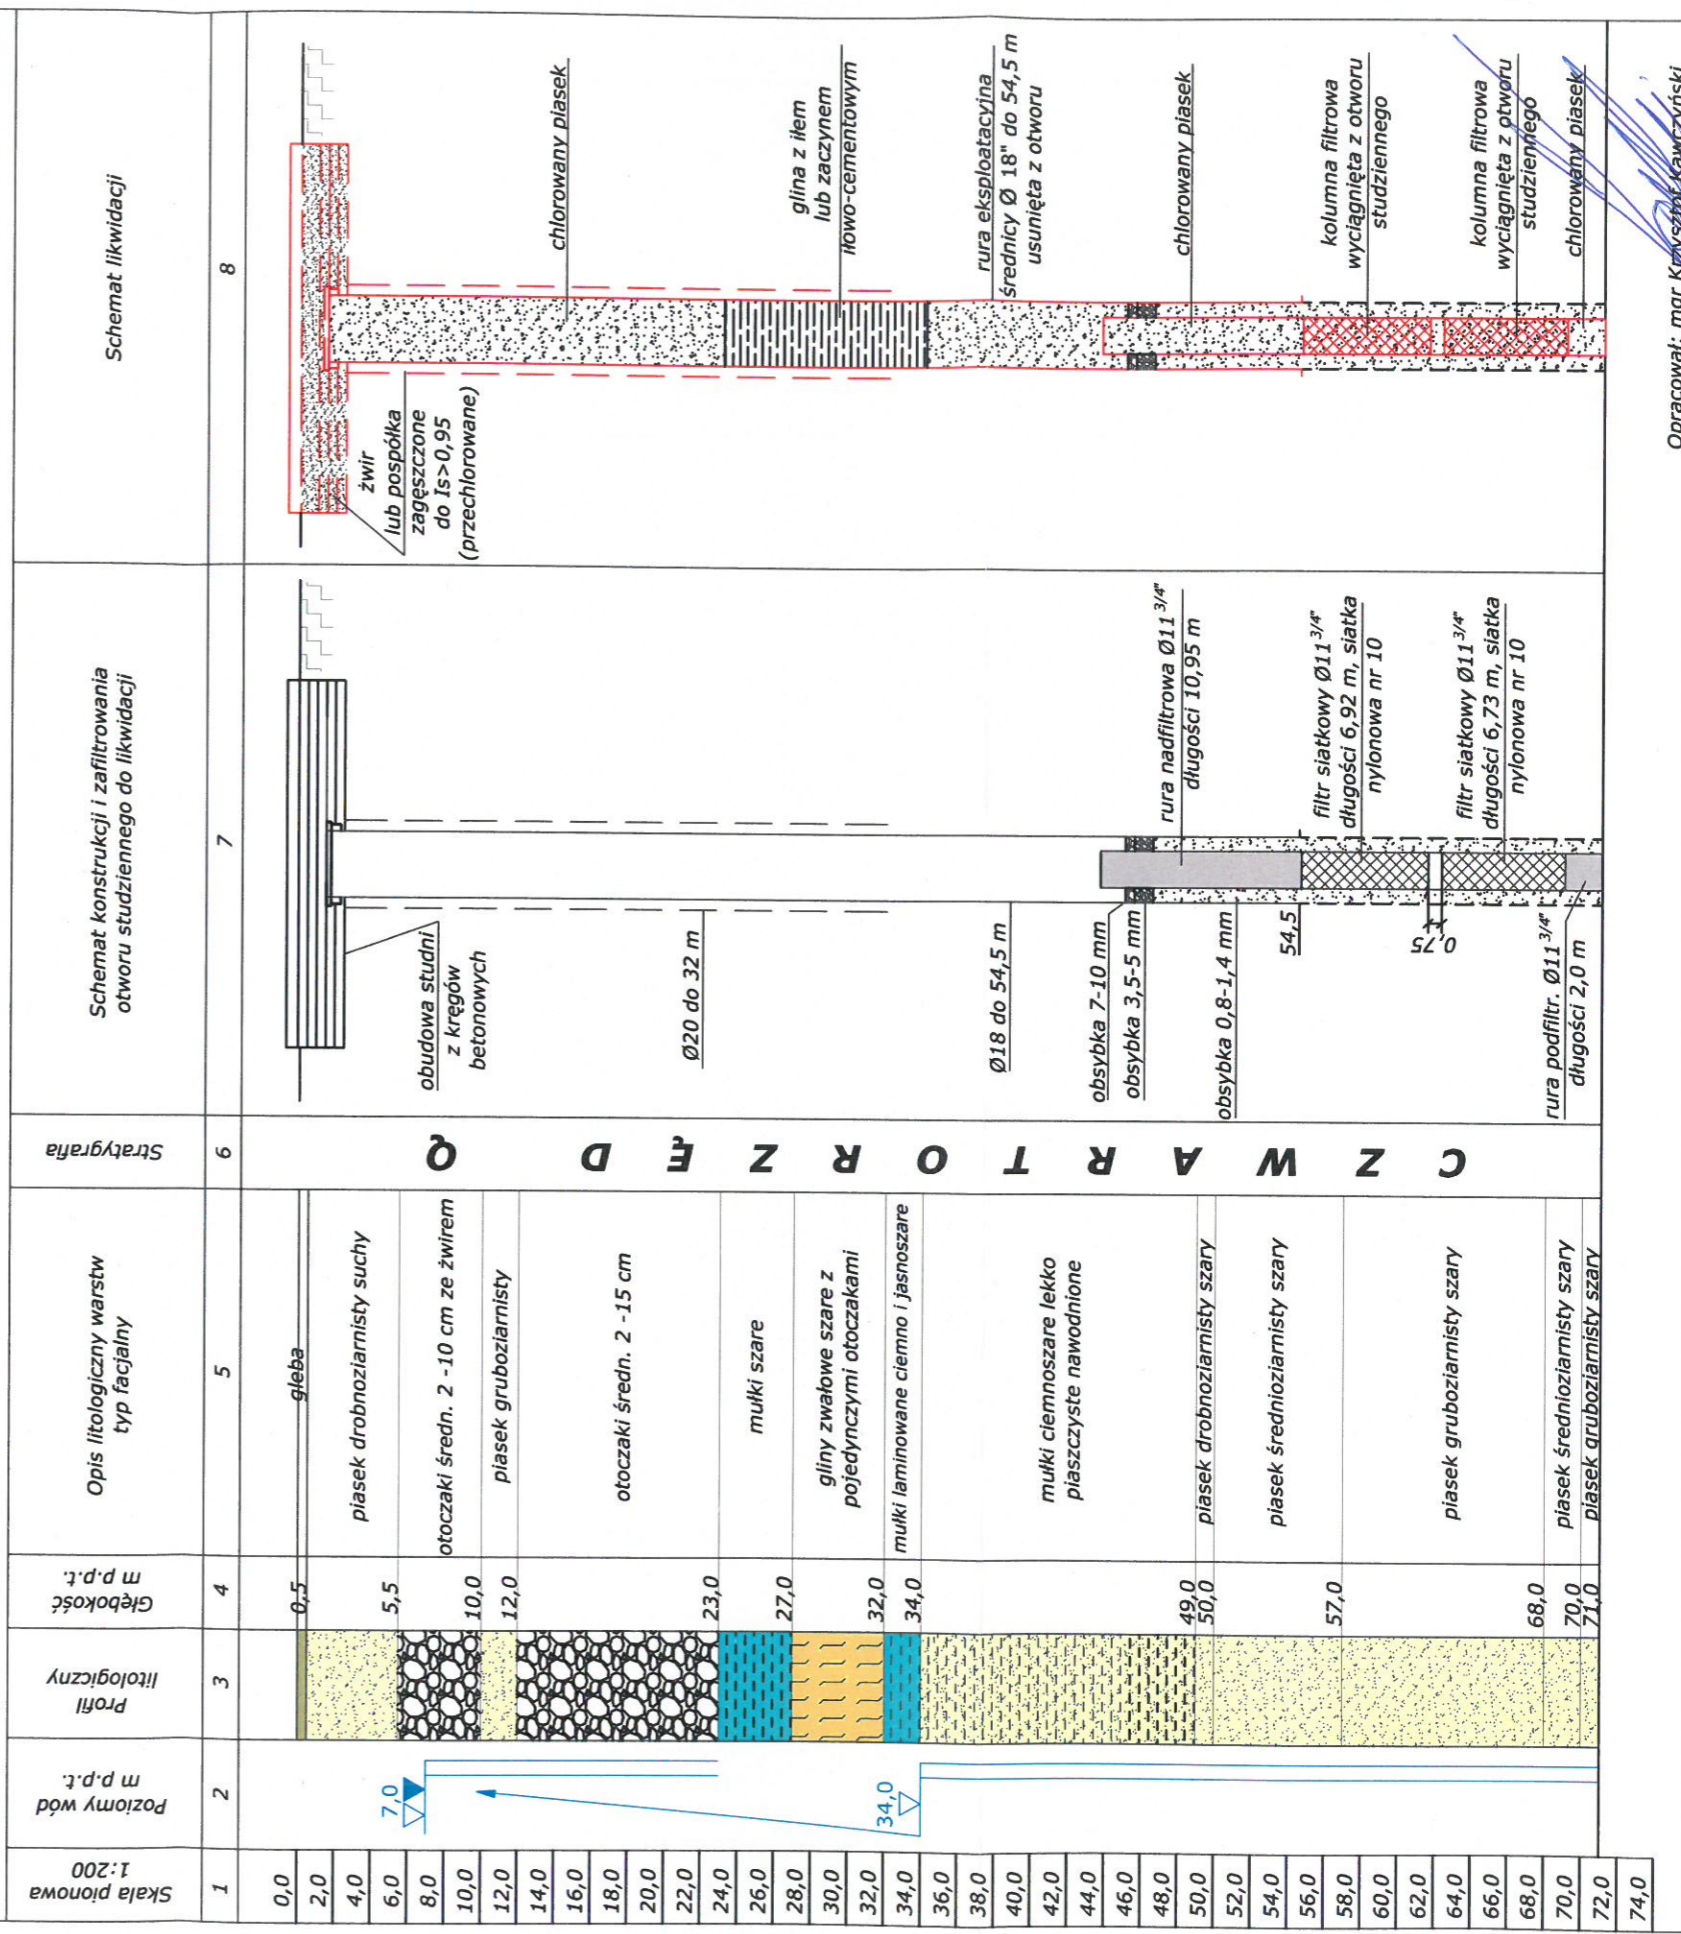 Skala pionowa
1:200
Poziomy wód
m p.p.t.
Profil
litologiczny
Głębokość
m p.p.t.
Opis litologiczny warstw
typ facjalny
Stratygrafia
Schemat konstrukcji i zafiltrowania
otworu studziennego do likwidacji
Schemat likwidacji
1
2
3
4
5
6
7
8
0,0
2,0
4,0
6,0
8,0
10,0
12,0
14,0
16,0
18,0
20,0
22,0
24,0
26,0
28,0
30,0
32,0
34,0
36,0
38,0
40,0
42,0
44,0
46,0
48,0
50,0
52,0
54,0
56,0
58,0
60,0
62,0
64,0
66,0
68,0
70,0
72,0
74,0
7,0
34,0
0,5
5,5
10,0
12,0
23,0
27,0
32,0
34,0
49,0
50,0
57,0
68,0
70,0
71,0
gleba
piasek drobnoziarnisty suchy
otoczaki średn. 2 -10 cm ze żwirem
piasek gruboziarnisty
otoczaki średn. 2 -15 cm
mułki szare
gliny zwałowe szare z
pojedynczymi otoczakami
mułki laminowane ciemno i jasnoszare
mułki ciemnoszare lekko
piaszczyste nawodnione
piasek drobnoziarnisty szary
piasek średnioziarnisty szary
piasek gruboziarnisty szary
piasek średnioziarnisty szary
piasek gruboziarnisty szary
C Z W A R T O R Z Ę D Q
obudowa studni
z kręgów
betonowych
Ø20 do 32 m
Ø18 do 54,5 m
obsybka 7-10 mm
obsybka 3,5-5 mm
obsybka 0,8-1,4 mm
54,5
0,75
rura podfiltr. Ø11 3/4"
długości 2,0 m
rura nadfiltrowa Ø11 3/4"
długości 10,95 m
filtr siatkowy Ø11 3/4"
długości 6,92 m, siatka
nylonowa nr 10
filtr siatkowy Ø11 3/4"
długości 6,73 m, siatka
nylonowa nr 10
żwir
lub pospółka
zagęszczone
do Is>0,95
(przechlorowane)
chlorowany piasek
glina z iłem
lub zaczynem
iłowo-cementowym
rura eksploatacyjna
średnicy Ø 18" do 54,5 m
usunięta z otworu
chlorowany piasek
kolumna filtrowa
wyciągnięta z otworu
studziennego
kolumna filtrowa
wyciągnięta z otworu
studziennego
chlorowany piasek
Opracował: mgr Krzysztof Kawczyński